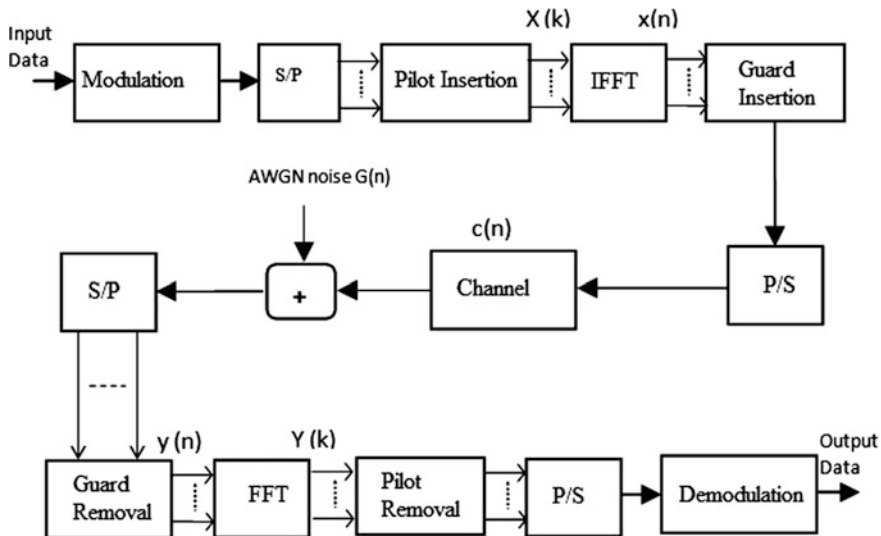 Input
Data
Modulation
S/P
Pilot Insertion
X (k)
IFFT
x(n)
Guard
Insertion
AWGN noise G(n)
c(n)
S/P
+
Channel
P/S
y (n)
Y (k)
Output
Data
Guard
Removal
FFT
Pilot
Removal
P/S
Demodulation